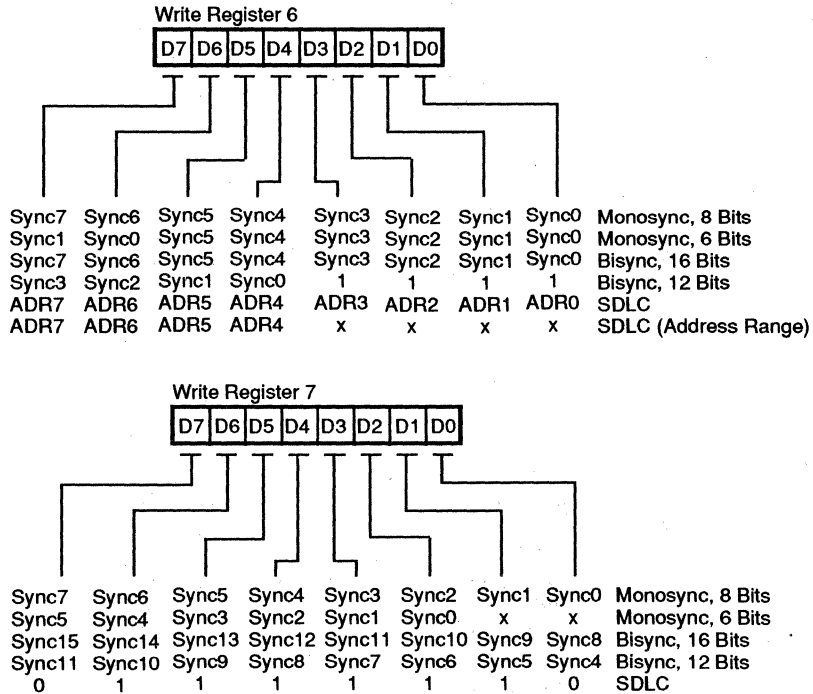 Write Register 6
D7 D6 D5 D4 D3 D2 D1 D0
Sync7 Sync6 Sync5 Sync4 Sync3 Sync2 Sync1 Sync0 Monosync, 8 Bits
Sync1 Sync0 Sync5 Sync4 Sync3 Sync2 Sync1 Sync0 Monosync, 6 Bits
Sync7 Sync6 Sync5 Sync4 Sync3 Sync2 Sync1 Sync0 Bisync, 16 Bits
Sync3 Sync2 Sync1 Sync0 1 1 1 1 Bisync, 12 Bits
ADR7 ADR6 ADR5 ADR4 ADR3 ADR2 ADR1 ADR0 SDLC
ADR7 ADR6 ADR5 ADR4 x x x x SDLC (Address Range)
Write Register 7
D7 D6 D5 D4 D3 D2 D1 D0
Sync7 Sync6 Sync5 Sync4 Sync3 Sync2 Sync1 Sync0 Monosync, 8 Bits
Sync5 Sync4 Sync3 Sync2 Sync1 Sync0 x x Monosync, 6 Bits
Sync15 Sync14 Sync13 Sync12 Sync11 Sync10 Sync9 Sync8 Bisync, 16 Bits
Sync11 Sync10 Sync9 Sync8 Sync7 Sync6 Sync5 Sync4 Bisync, 12 Bits
0 1 1 1 1 1 1 0 SDLC